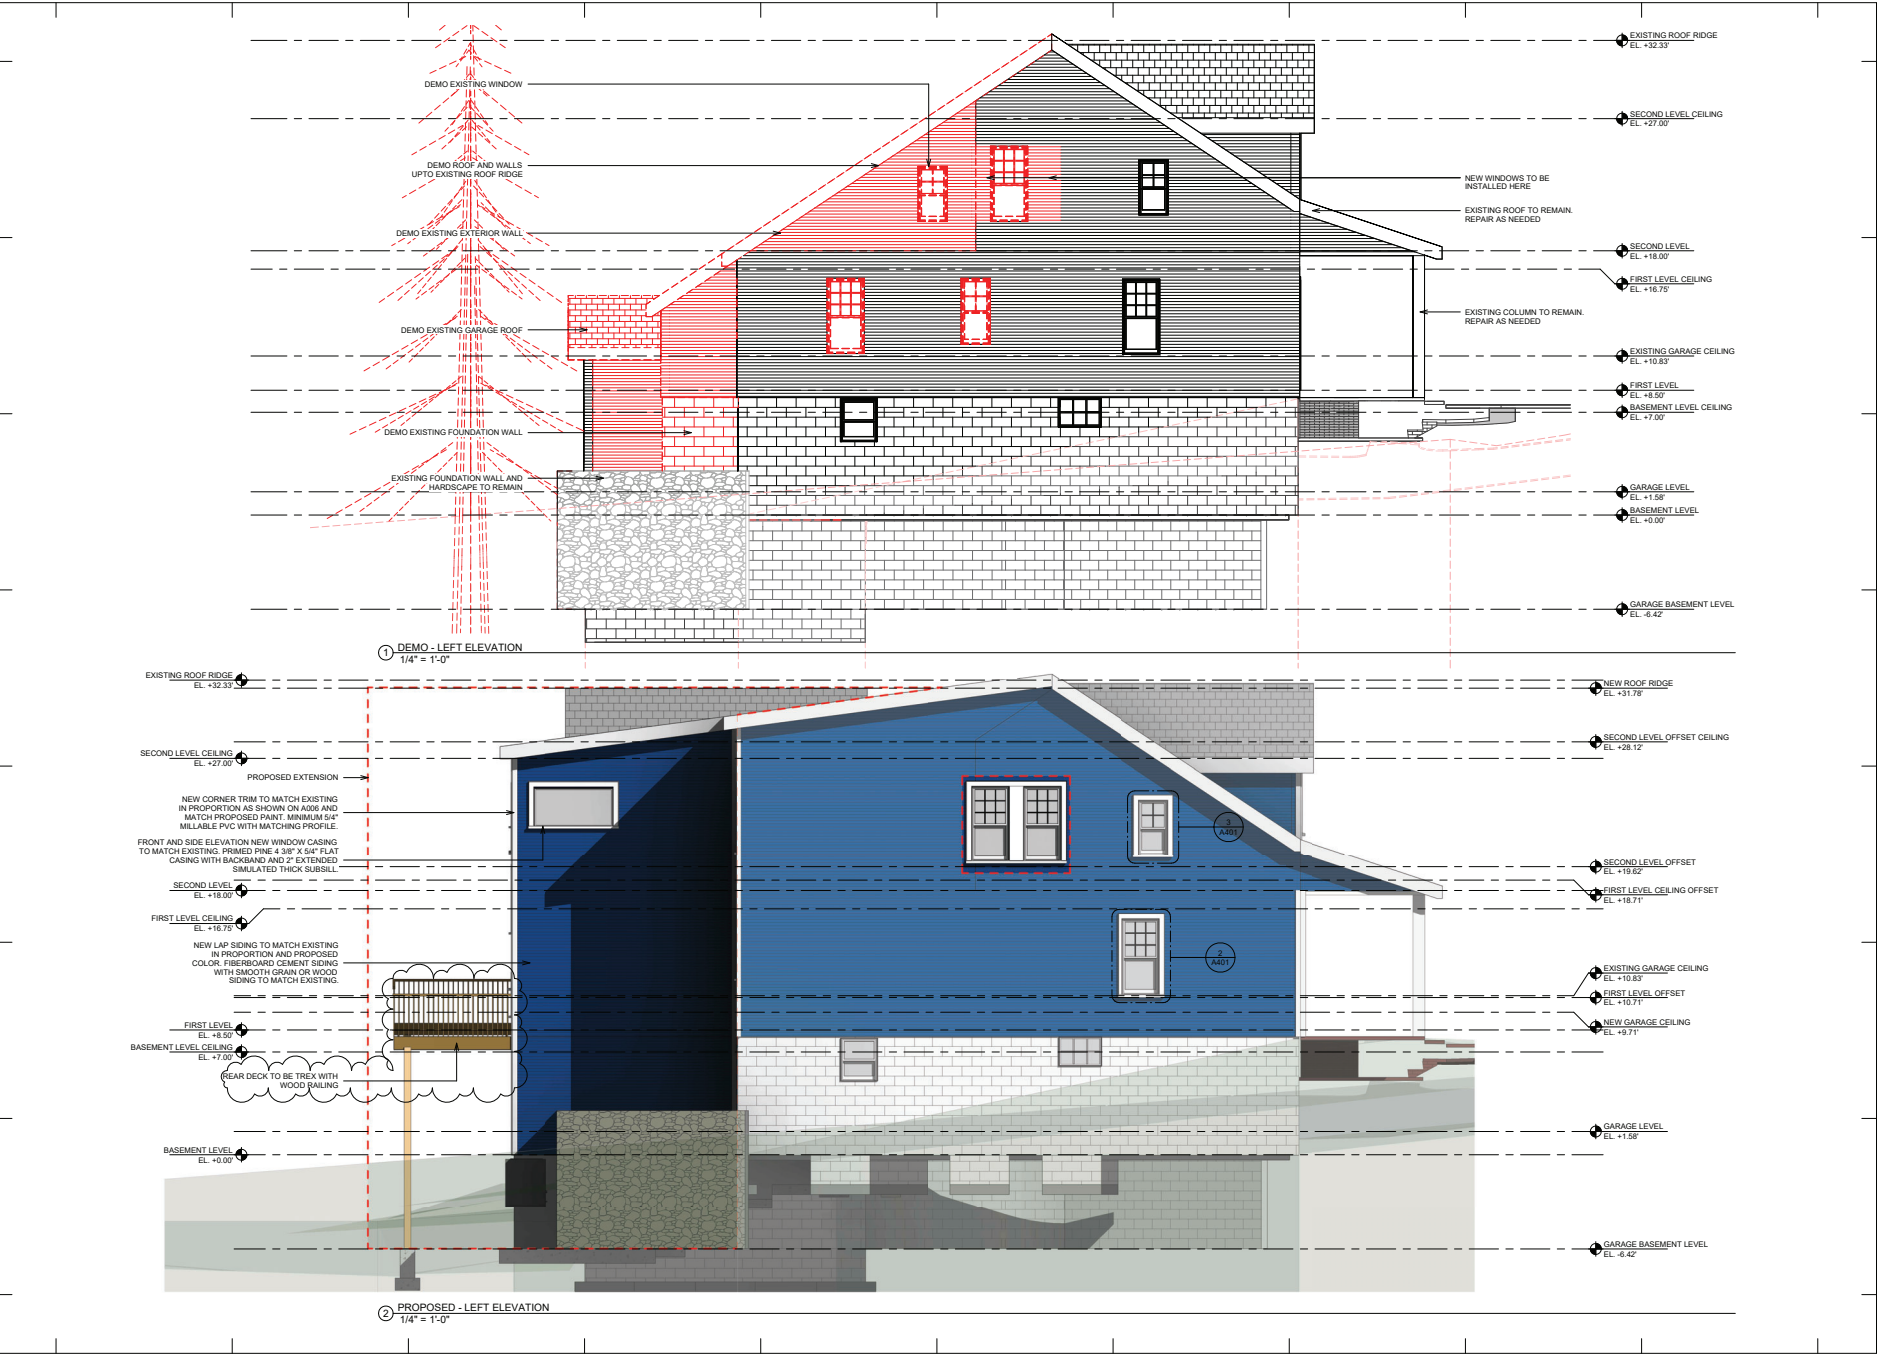 EXISTING ROOF RIDGE
EL. +32.33'
DEMO EXISTING WINDOW
SECOND LEVEL CEILING
EL. +27.00'
DEMO ROOF AND WALLS
UPTO EXISTING ROOF RIDGE
NEW WINDOWS TO BE
INSTALLED HERE
EXISTING ROOF TO REMAIN.
REPAIR AS NEEDED
DEMO EXISTING EXTERIOR WALL
SECOND LEVEL
EL. +18.00'
FIRST LEVEL CEILING
EL. +16.75'
EXISTING COLUMN TO REMAIN.
REPAIR AS NEEDED
DEMO EXISTING GARAGE ROOF
EXISTING GARAGE CEILING
EL. +10.83'
FIRST LEVEL
EL. +8.50'
BASEMENT LEVEL CEILING
EL. +7.00'
DEMO EXISTING FOUNDATION WALL
EXISTING FOUNDATION WALL AND
HARDSCAPE TO REMAIN
GARAGE LEVEL
EL. +1.58'
BASEMENT LEVEL
EL. +0.00'
GARAGE BASEMENT LEVEL
EL. -6.42'
1 DEMO - LEFT ELEVATION
1/4" = 1'-0"
EXISTING ROOF RIDGE
EL. +32.33'
NEW ROOF RIDGE
EL. +31.78'
SECOND LEVEL OFFSET CEILING
EL. +28.12'
SECOND LEVEL CEILING
EL. +27.00'
PROPOSED EXTENSION
NEW CORNER TRIM TO MATCH EXISTING
IN PROPORTION AS SHOWN ON A006 AND
MATCH PROPOSED PAINT. MINIMUM 5/4"
MILLABLE PVC WITH MATCHING PROFILE.
3
A401
FRONT AND SIDE ELEVATION NEW WINDOW CASING
TO MATCH EXISTING. PRIMED PINE 4 3/8" X 5/4" FLAT
CASING WITH BACKBAND AND 2" EXTENDED
SIMULATED THICK SUBSILL.
SECOND LEVEL OFFSET
EL. +19.62'
SECOND LEVEL
EL. +18.00'
FIRST LEVEL CEILING OFFSET
EL. +18.71'
FIRST LEVEL CEILING
EL. +16.75'
NEW LAP SIDING TO MATCH EXISTING
IN PROPORTION AND PROPOSED
COLOR. FIBERBOARD CEMENT SIDING
WITH SMOOTH GRAIN OR WOOD
SIDING TO MATCH EXISTING.
2
A401
EXISTING GARAGE CEILING
EL. +10.83'
FIRST LEVEL OFFSET
EL. +10.71'
FIRST LEVEL
EL. +8.50'
NEW GARAGE CEILING
EL. +9.71'
BASEMENT LEVEL CEILING
EL. +7.00'
REAR DECK TO BE TREX WITH
WOOD RAILING
GARAGE LEVEL
EL. +1.58'
BASEMENT LEVEL
EL. +0.00'
GARAGE BASEMENT LEVEL
EL. -6.42'
2 PROPOSED - LEFT ELEVATION
1/4" = 1'-0"